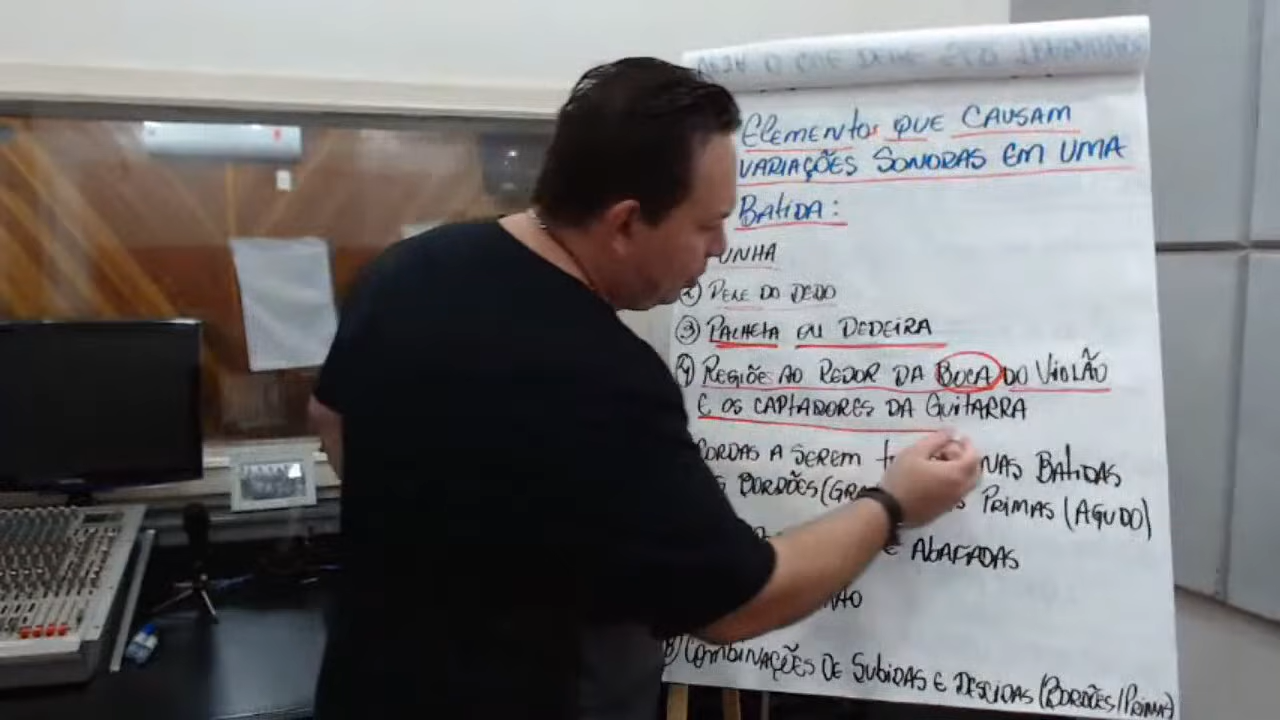 Elementos que Causam
Variações Sonoras em uma
Batida:
Unha
2) Pele do Dedo
3) Palheta ou Dedeira
4) Regiões ao Redor da Boca do Violão
e os Captadores da Guitarra
Cordas a serem nas Batidas
Bordões (Primas (Agudo)
e Abafadas
8) Combinações de Subidas e Descidas (Bordões/Prima)